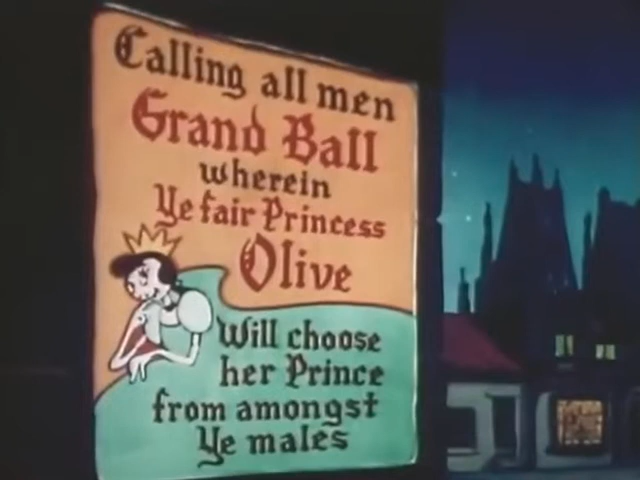 Calling all men
Grand Ball
wherein
Ye fair Princess
Olive
Will choose
her Prince
from amongst
Ye males